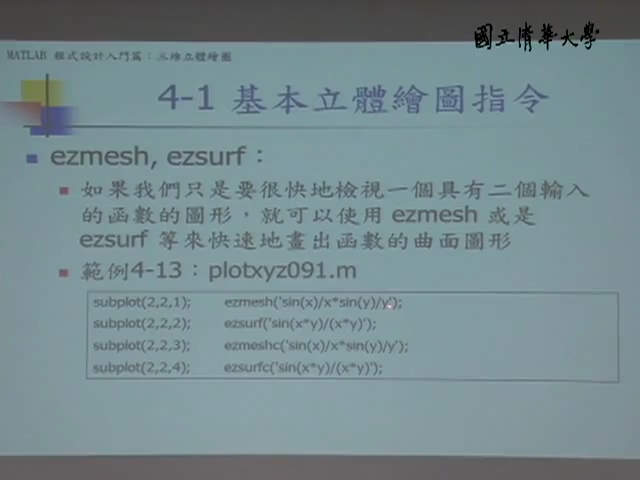 國立清華大學
MATLAB 程式設計入門篇：三維立體繪圖
4-1 基本立體繪圖指令
ezmesh, ezsurf：
如果我們只是要很快地檢視一個具有二個輸入
的函數的圖形，就可以使用 ezmesh 或是
ezsurf 等來快速地畫出函數的曲面圖形
範例4-13：plotxyz091.m
subplot(2,2,1); ezmesh('sin(x)/x*sin(y)/y');
subplot(2,2,2); ezsurf('sin(x*y)/(x*y)');
subplot(2,2,3); ezmeshc('sin(x)/x*sin(y)/y');
subplot(2,2,4); ezsurfc('sin(x*y)/(x*y)');